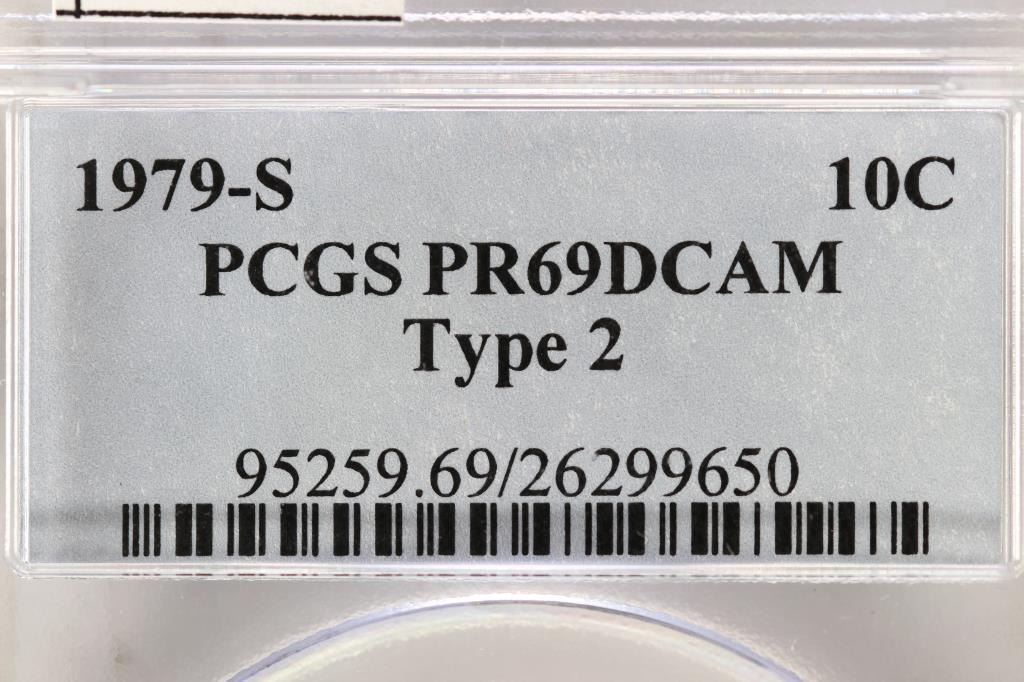 1979-S 10C
PCGS PR69DCAM
Type 2
95259.69/26299650